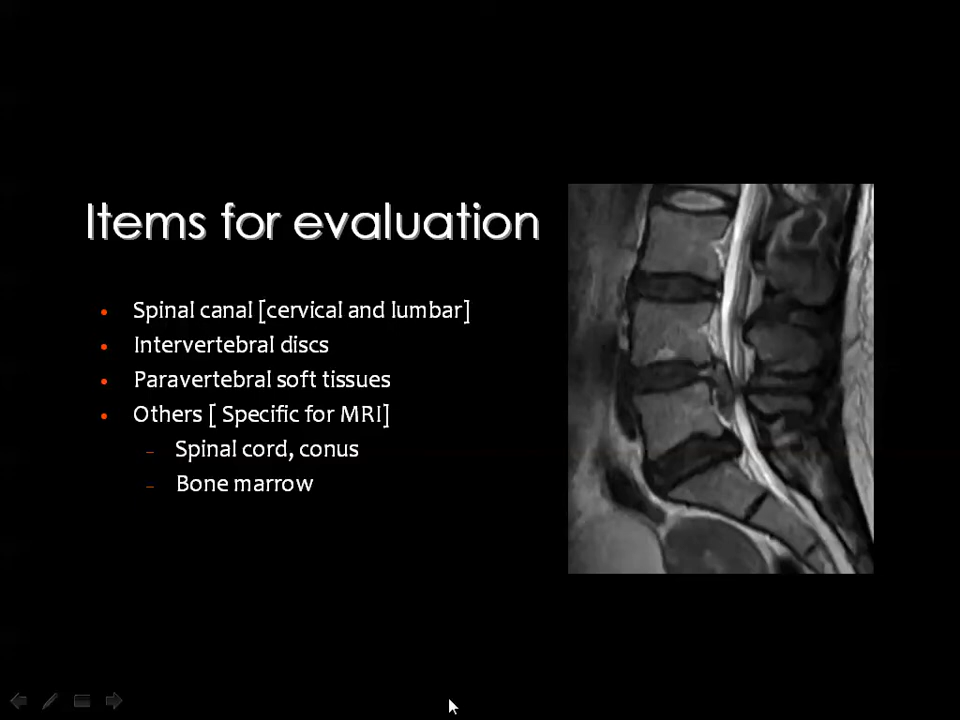 Items for evaluation
Spinal canal [cervical and lumbar]
Intervertebral discs
Paravertebral soft tissues
Others [ Specific for MRI]
Spinal cord, conus
Bone marrow